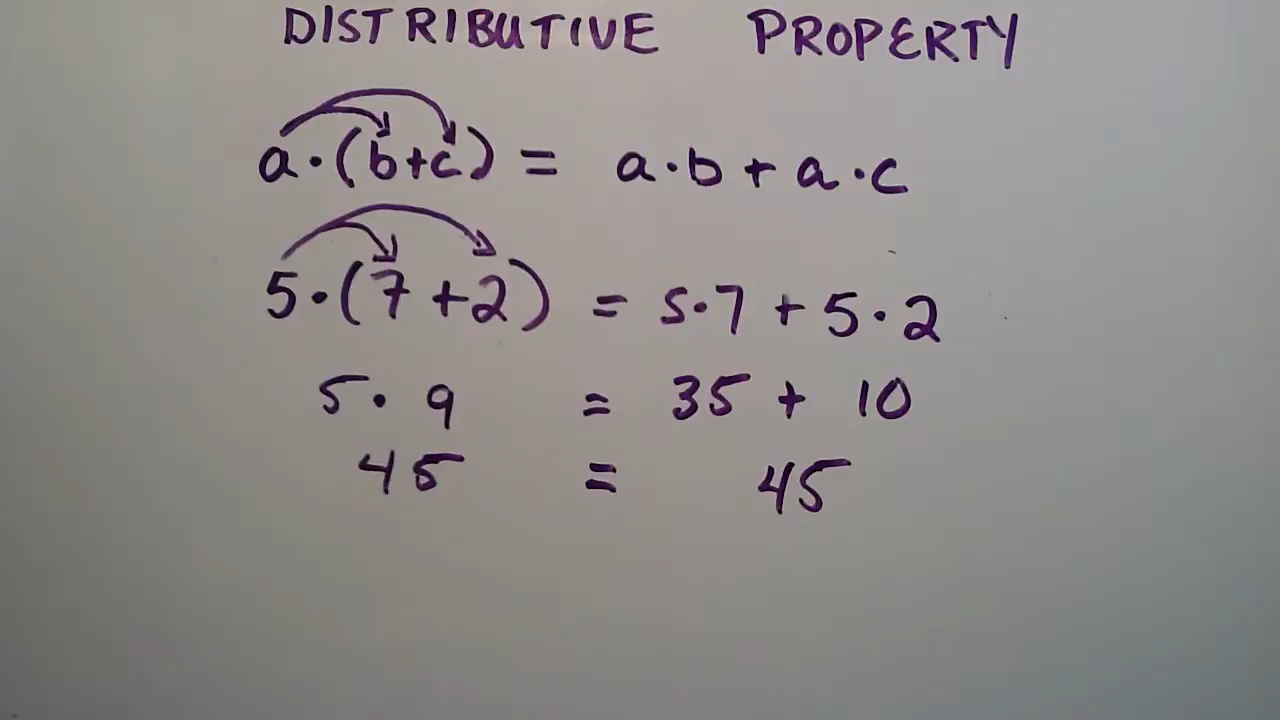 DISTRIBUTIVE PROPERTY
a·(b+c) = a·b + a·c
5·(7+2) = 5·7 + 5·2
5·9 = 35 + 10
45 = 45